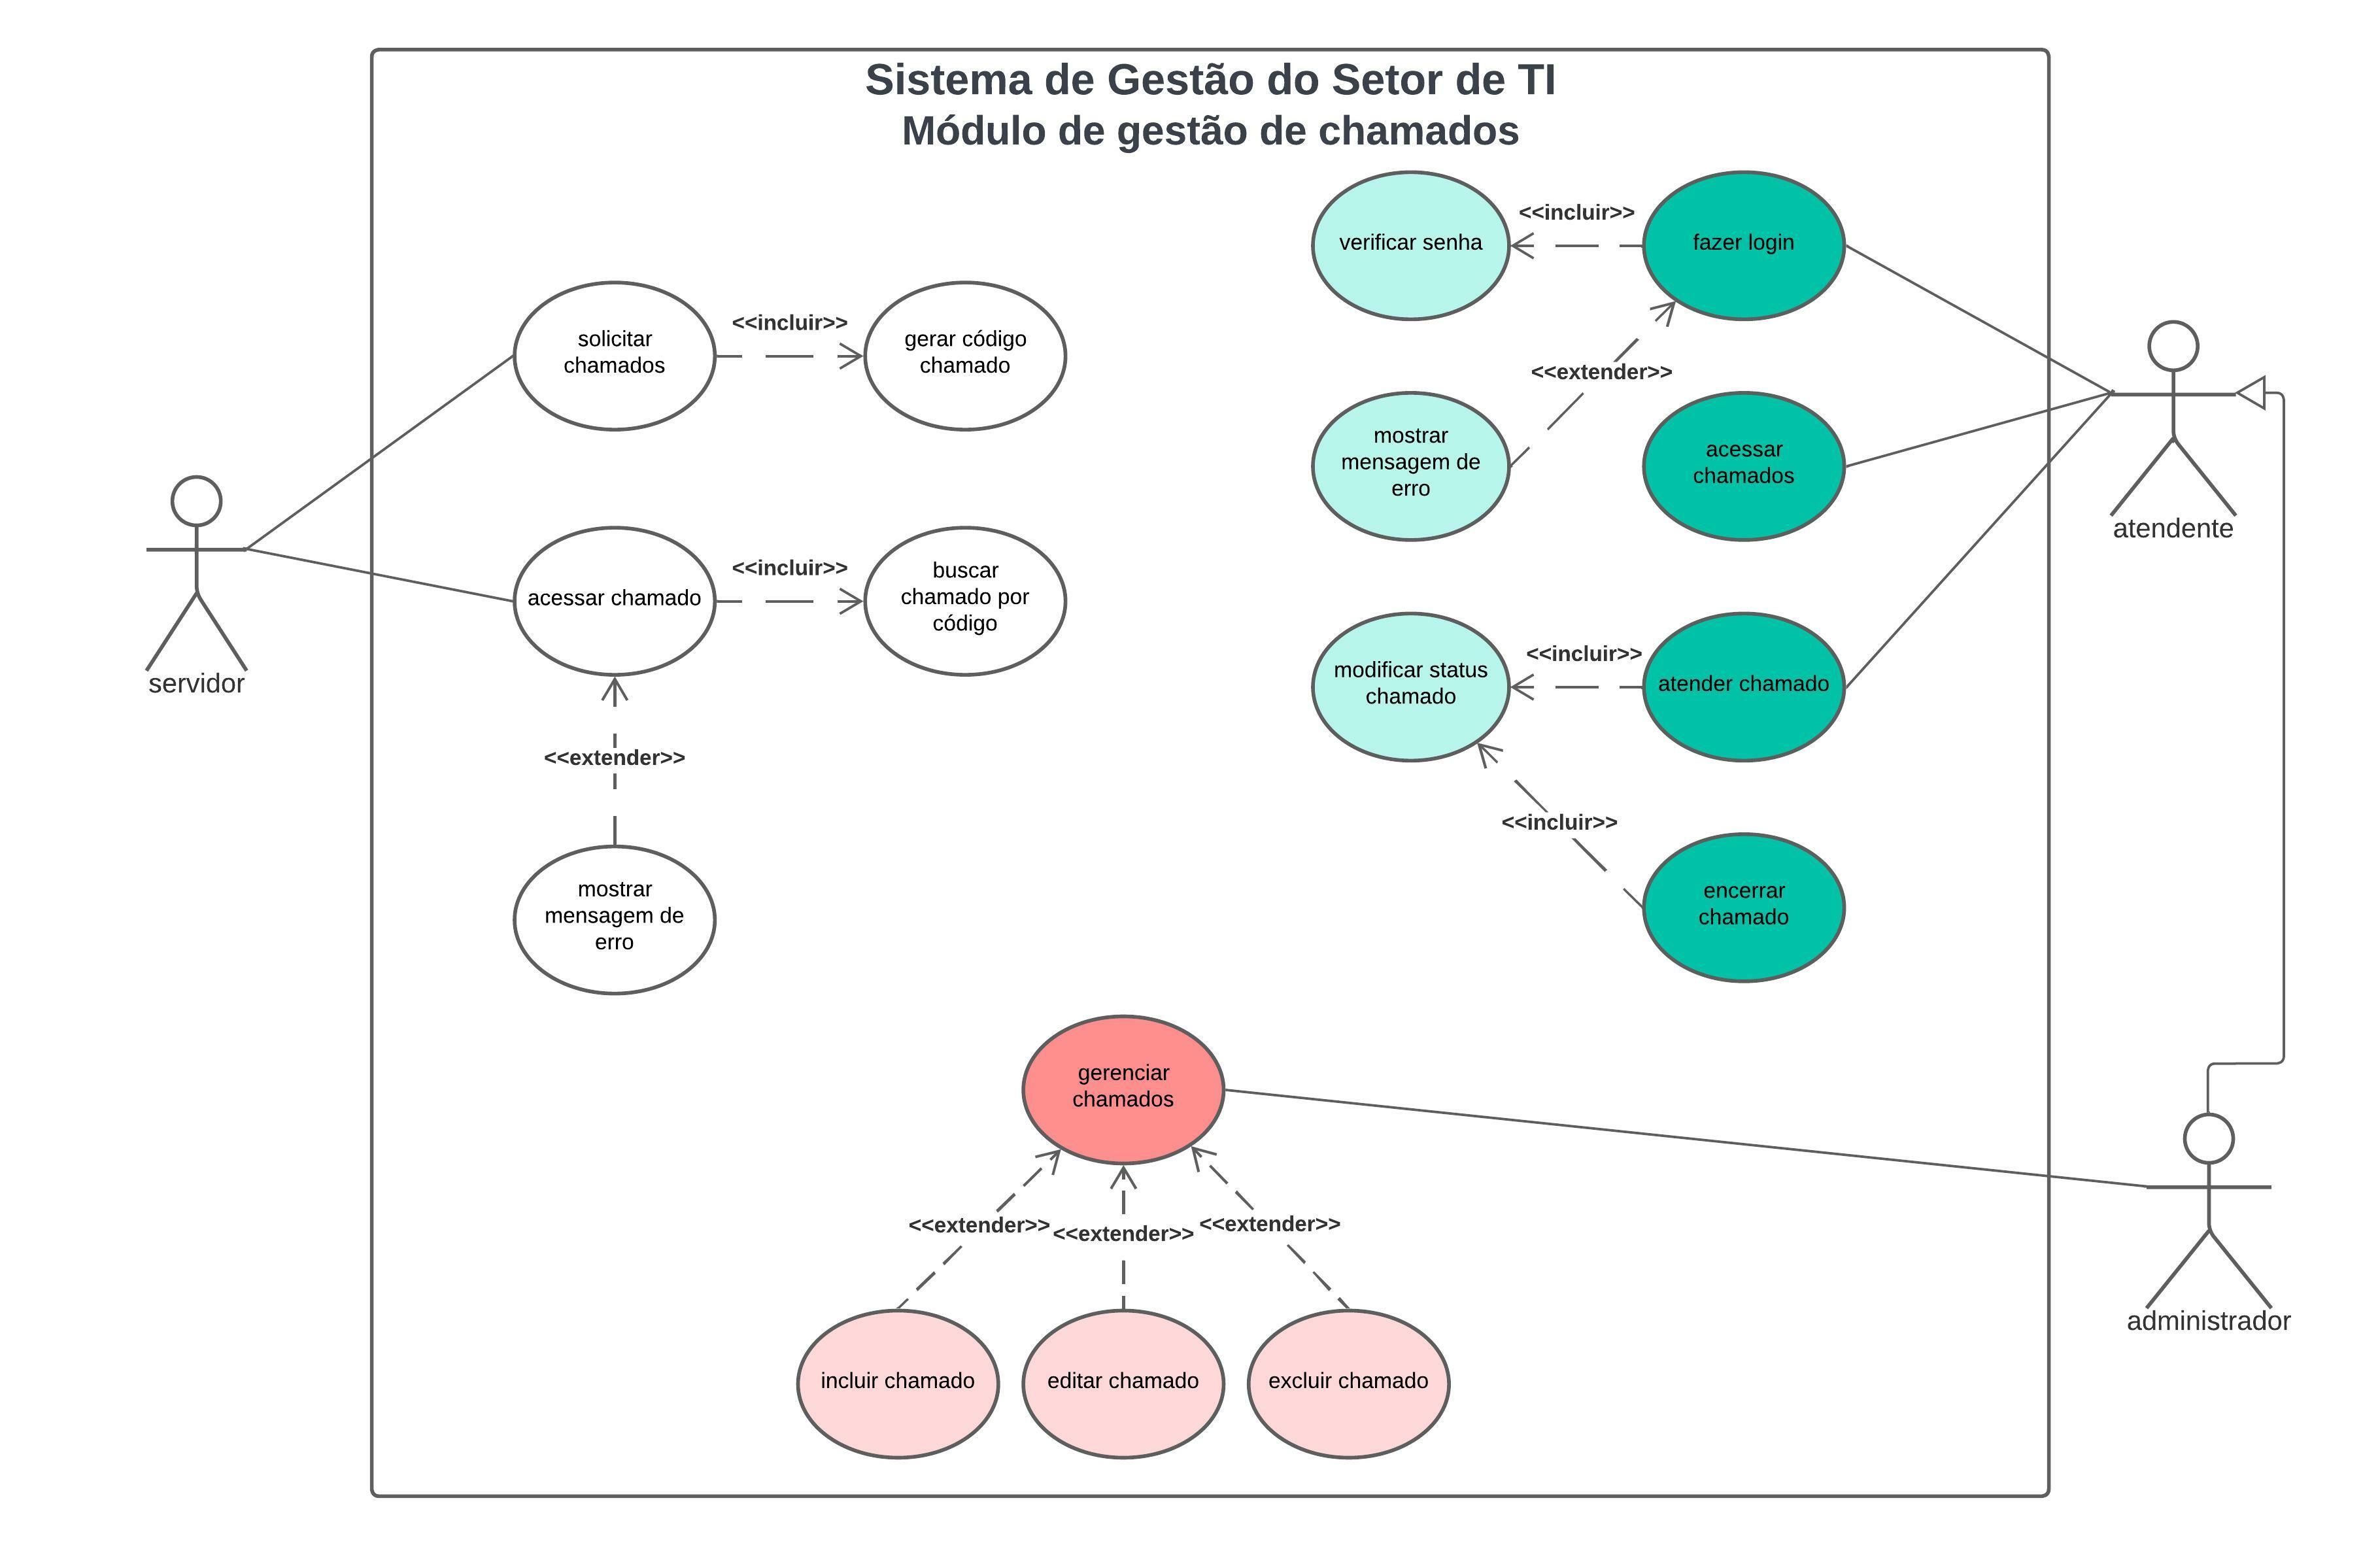 Sistema de Gestão do Setor de TI
Módulo de gestão de chamados
verificar senha
<<incluir>>
fazer login
solicitar
chamados
<<incluir>>
gerar código
chamado
<<extender>>
mostrar
mensagem de
erro
acessar
chamados
atendente
servidor
acessar chamado
<<incluir>>
buscar
chamado por
código
modificar status
chamado
<<incluir>>
atender chamado
<<extender>>
<<incluir>>
mostrar
mensagem de
erro
encerrar
chamado
gerenciar
chamados
<<extender>>
<<extender>>
<<extender>>
administrador
incluir chamado
editar chamado
excluir chamado